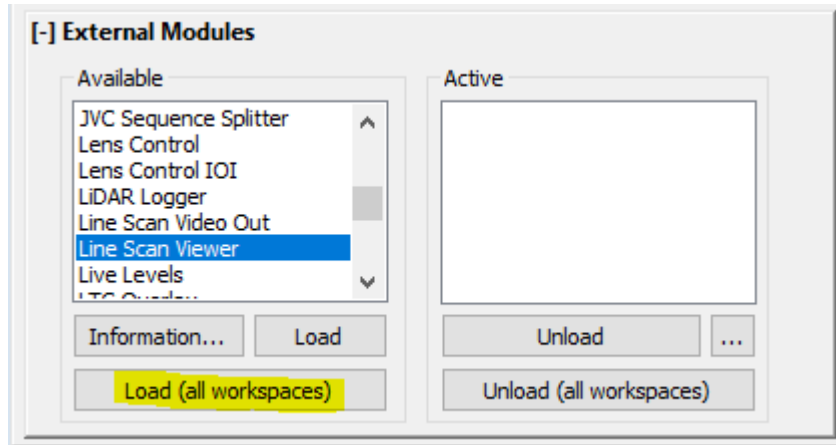 [-] External Modules
Available
JVC Sequence Splitter
Lens Control
Lens Control IOI
LiDAR Logger
Line Scan Video Out
Line Scan Viewer
Live Levels
Information...
Load
Load (all workspaces)
Active
Unload
...
Unload (all workspaces)